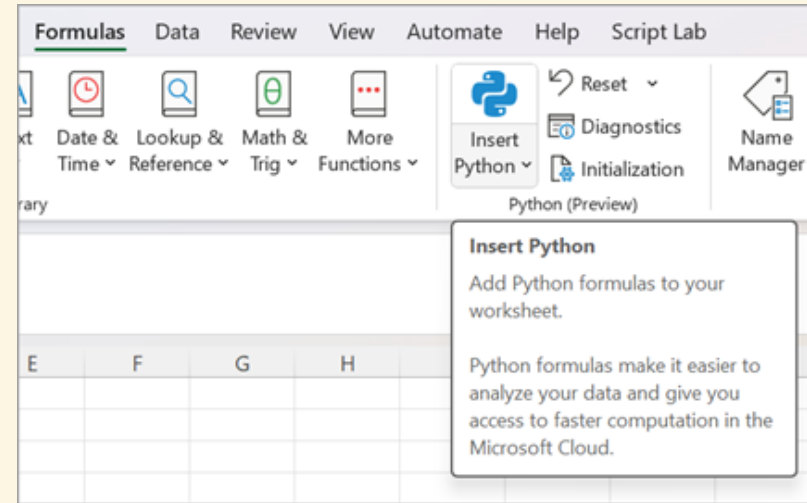 Formulas Data Review View Automate Help Script Lab
Date & Time
Lookup & Reference
Math & Trig
More Functions
Insert Python
Reset
Diagnostics
Initialization
Name Manager
Python (Preview)
Insert Python
Add Python formulas to your
worksheet.
Python formulas make it easier to
analyze your data and give you
access to faster computation in the
Microsoft Cloud.
E F G H